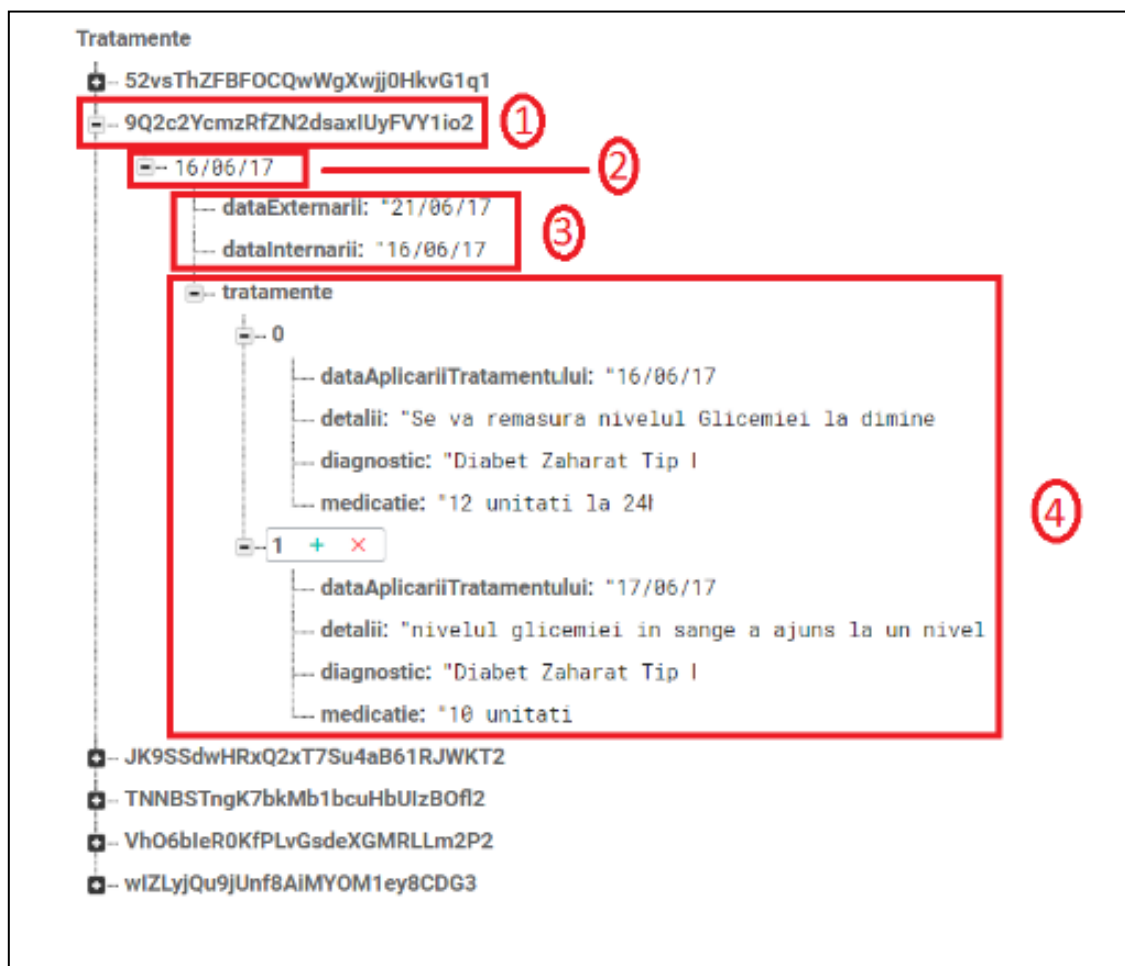 Tratamente
52vsThZFBFOCQwWgXwjj0HkvG1q1
9Q2c2YcmzRfZN2dsaxIUyFVY1io2 1
16/06/17 2
dataExternarii: "21/06/17 3
dataInternarii: "16/06/17
tratamente
0
dataAplicariiTratamentului: "16/06/17
detalii: "Se va remasura nivelul Glicemiei la dimine
diagnostic: "Diabet Zaharat Tip I
medicatie: "12 unitati la 24h
4
1 + ×
dataAplicariiTratamentului: "17/06/17
detalii: "nivelul glicemiei in sange a ajuns la un nivel
diagnostic: "Diabet Zaharat Tip I
medicatie: "10 unitati
JK9SSdwHRxQ2xT7Su4aB61RJWKT2
TNNBSTngK7bkMb1bcuHbUIzBOfl2
VhO6bIeR0KfPLvGsdeXGMRLLm2P2
wIZLyjQu9jUnf8AiMYOM1ey8CDG3